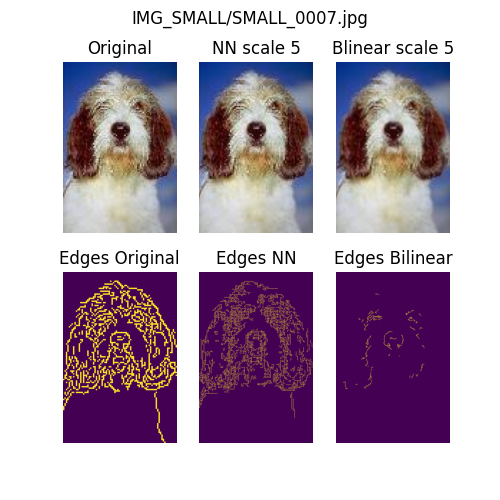 IMG_SMALL/SMALL_0007.jpg
Original NN scale 5 Blinear scale 5
Edges Original Edges NN Edges Bilinear